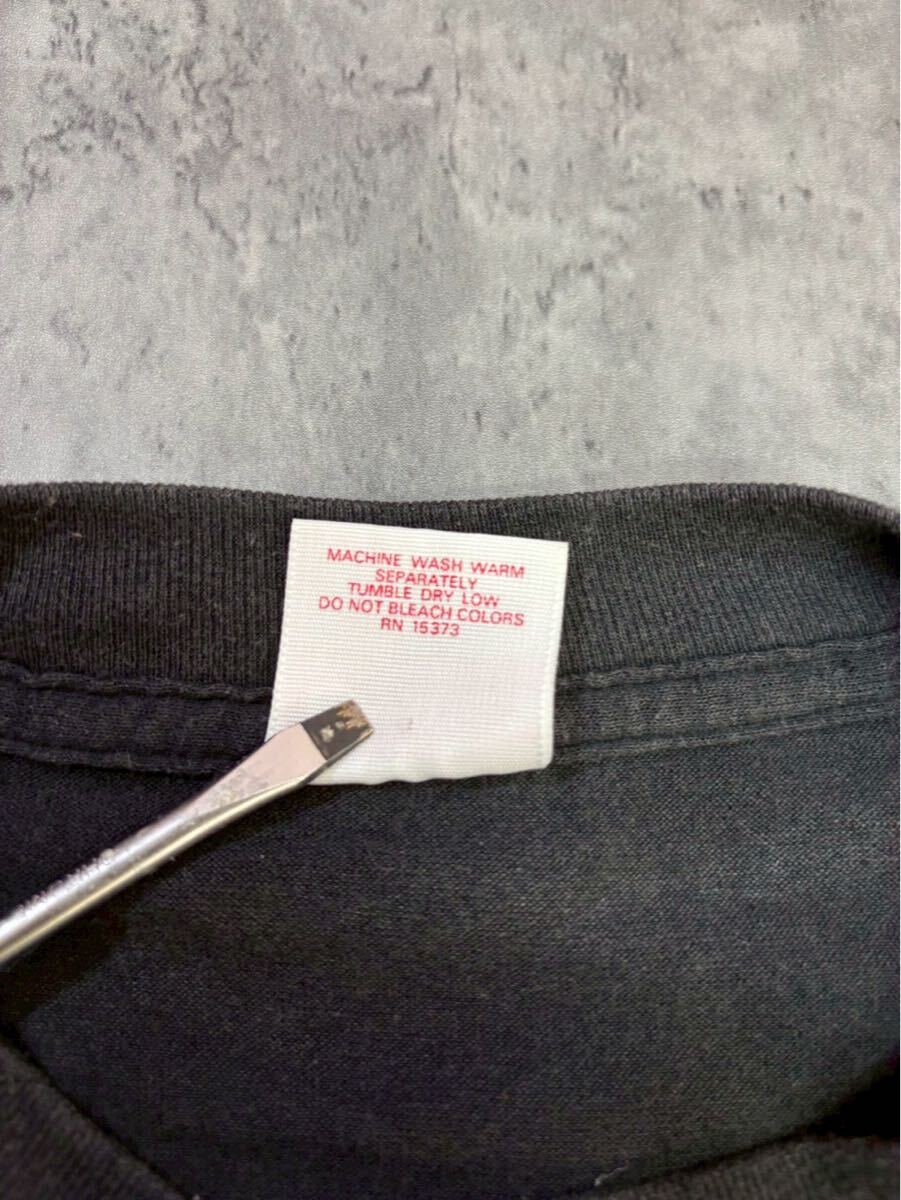 MACHINE WASH WARM
SEPARATELY
TUMBLE DRY LOW
DO NOT BLEACH COLORS
RN 15373